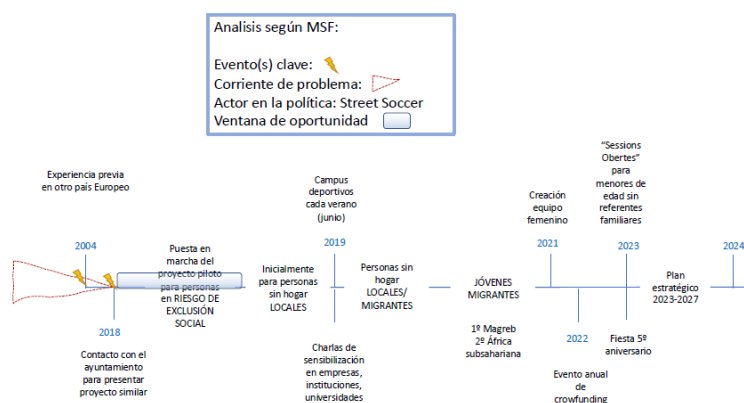 Analisis según MSF:
Evento(s) clave:
Corriente de problema:
Actor en la política: Street Soccer
Ventana de oportunidad
Experiencia previa
en otro país Europeo
2004
2018
Contacto con el
ayuntamiento
para presentar
proyecto similar
Puesta en
marcha del
proyecto piloto
para personas
en RIESGO DE
EXCLUSIÓN
SOCIAL
Inicialmente
para personas
sin hogar
LOCALES
Campus
deportivos
cada verano
(junio)
2019
Charlas de
sensibilización
en empresas,
instituciones,
universidades
Personas sin
hogar
LOCALES/
MIGRANTES
JÓVENES
MIGRANTES
1º Magreb
2º África
subsahariana
Creación
equipo
femenino
2021
2022
Evento anual
de
crowfunding
"Sessions
Obertes"
para
menores de
edad sin
referentes
familiares
2023
Fiesta 5º
aniversario
Plan
estratégico
2023-2027
2024